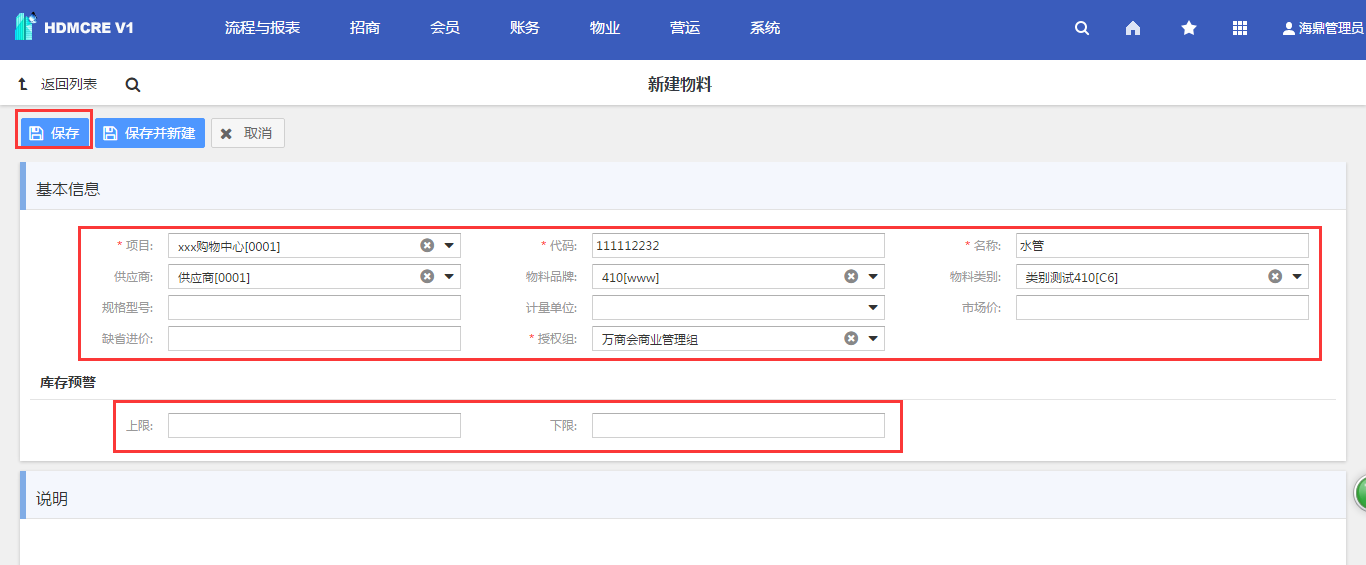 HDMCRE V1 流程与报表 招商 会员 账务 物业 营运 系统 海鼎管理员
返回列表 新建物料
保存 保存并新建 取消
基本信息
* 项目: xxx购物中心[0001] * 代码: 111112232 * 名称: 水管
供应商: 供应商[0001] 物料品牌: 410[www] 物料类别: 类别测试410[C6]
规格型号: 计量单位: 市场价:
缺省进价: * 授权组: 万商会商业管理组
库存预警
上限: 下限:
说明